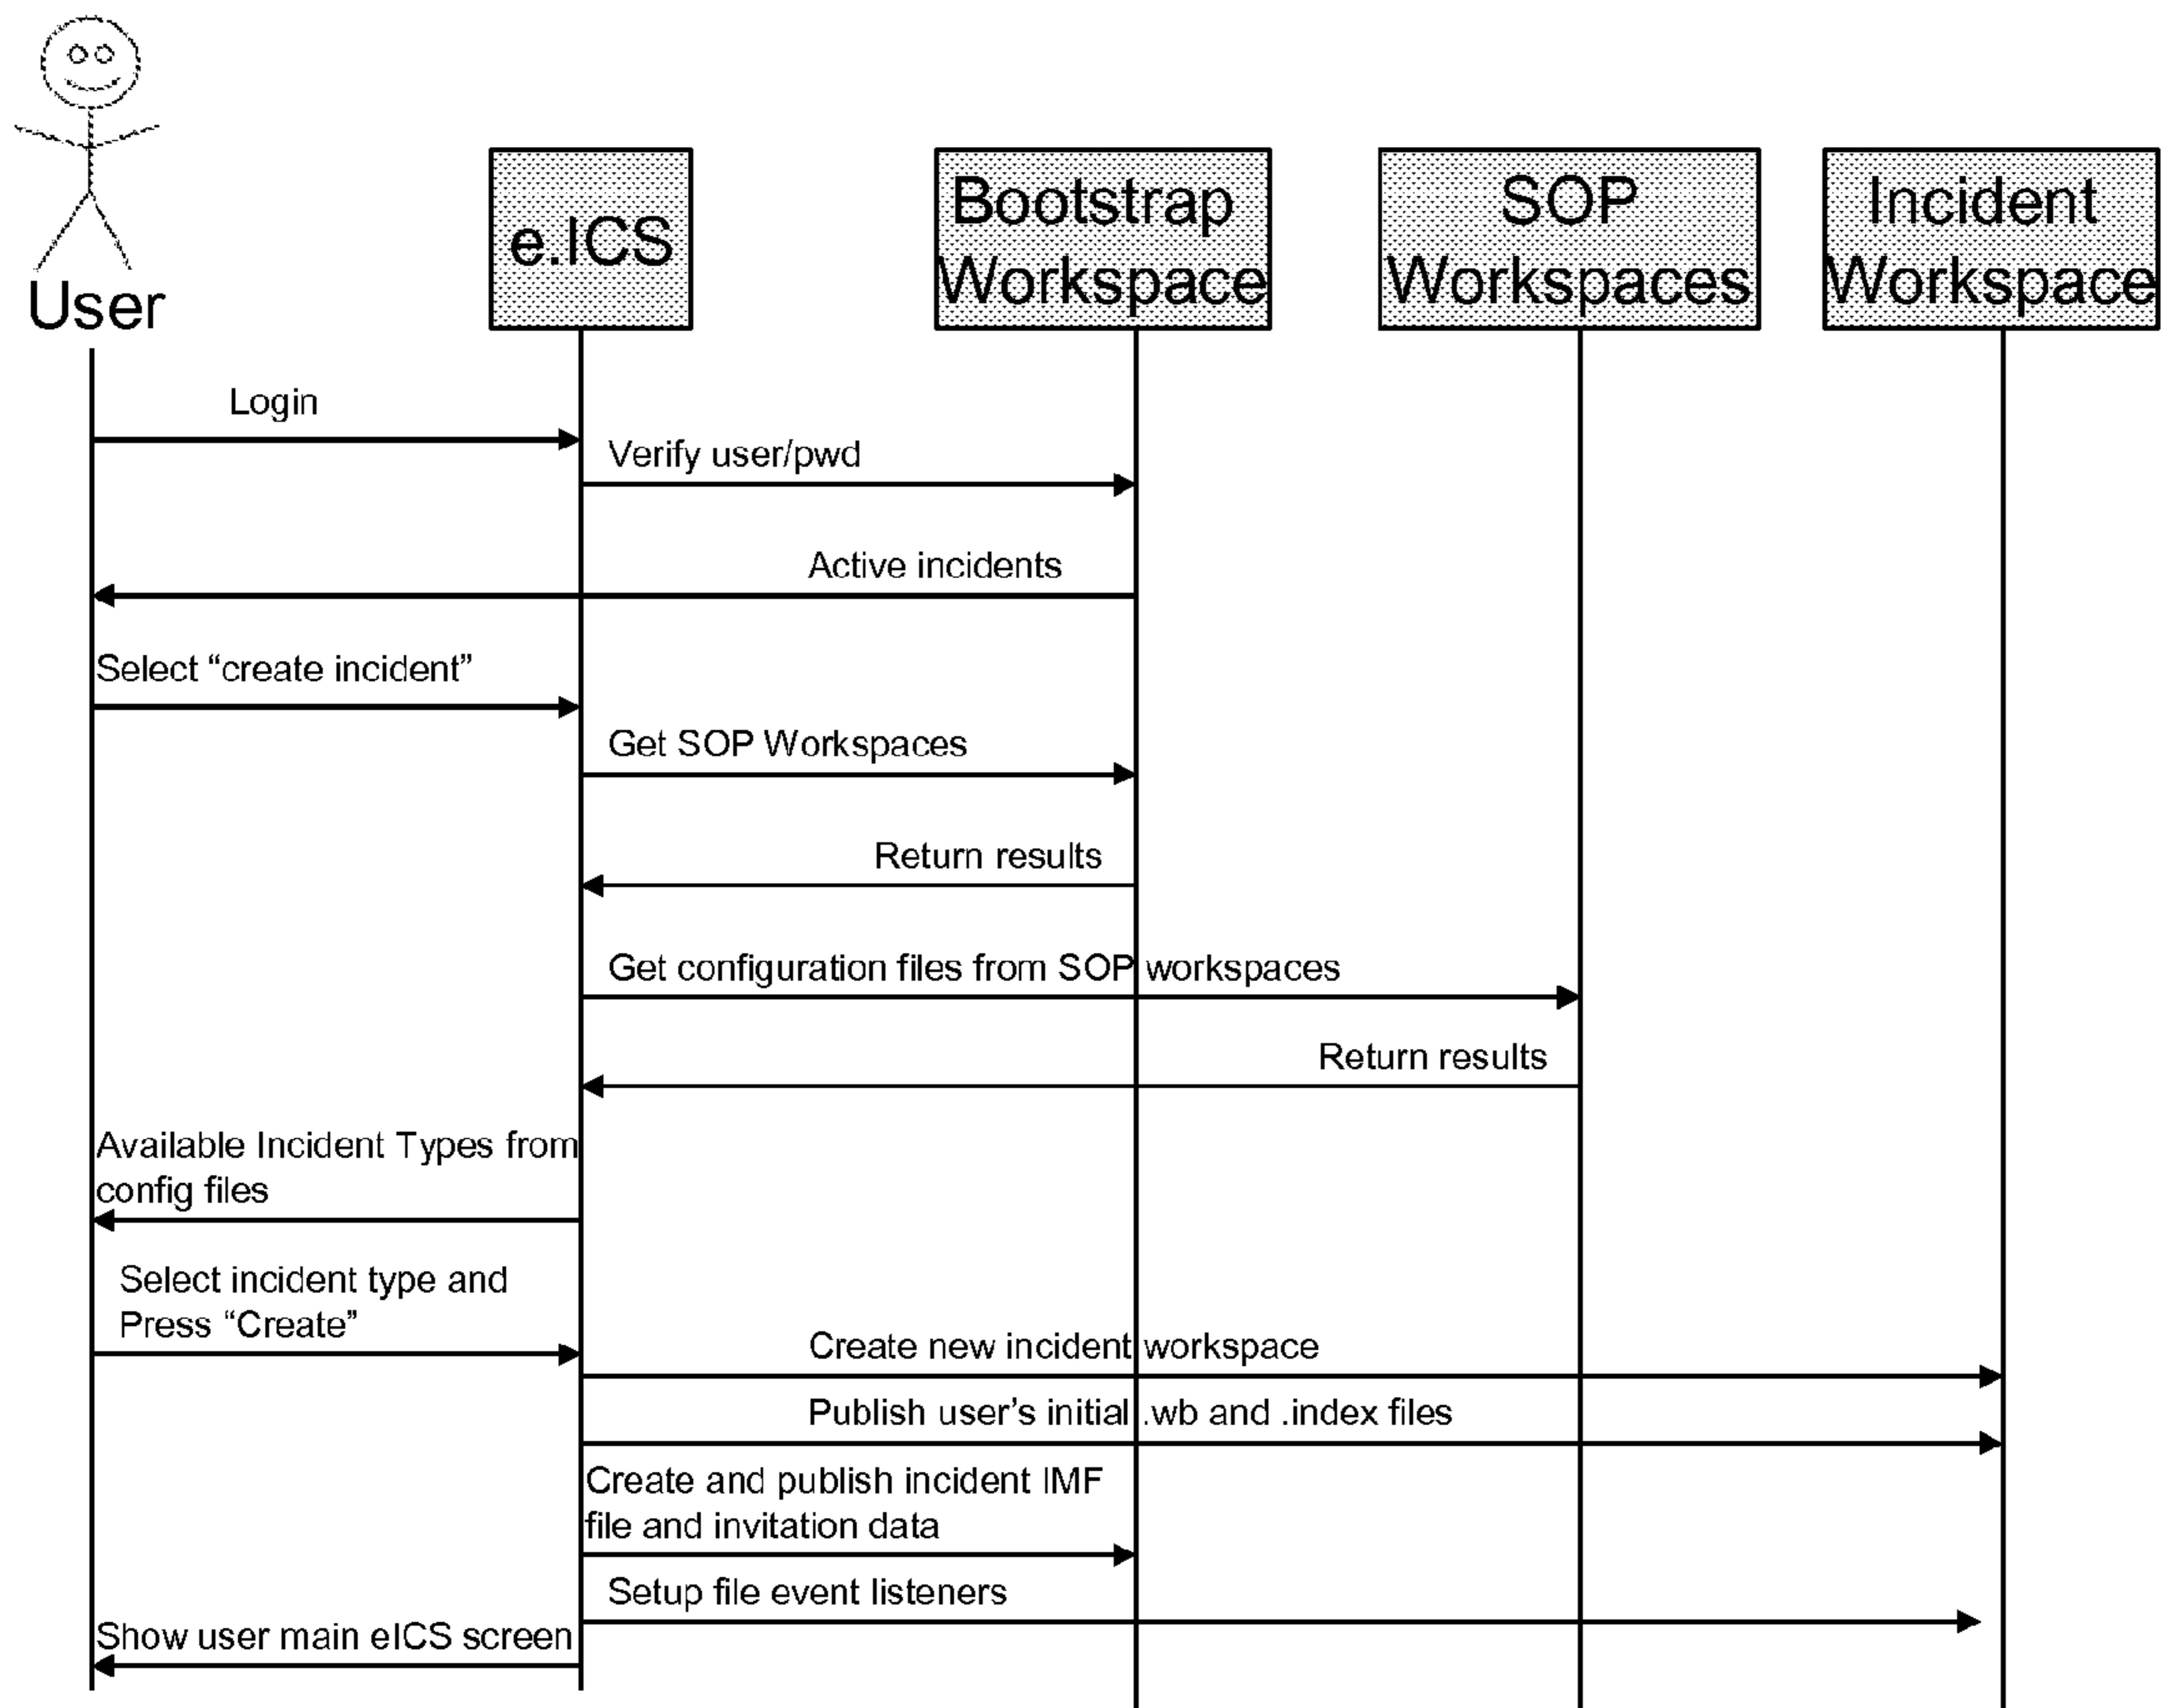 User
e.ICS
Bootstrap
Workspace
SOP
Workspaces
Incident
Workspace
Login
Verify user/pwd
Active incidents
Select “create incident”
Get SOP Workspaces
Return results
Get configuration files from SOP workspaces
Return results
Available Incident Types from
config files
Select incident type and
Press “Create”
Create new incident workspace
Publish user’s initial .wb and .index files
Create and publish incident IMF
file and invitation data
Setup file event listeners
Show user main eICS screen